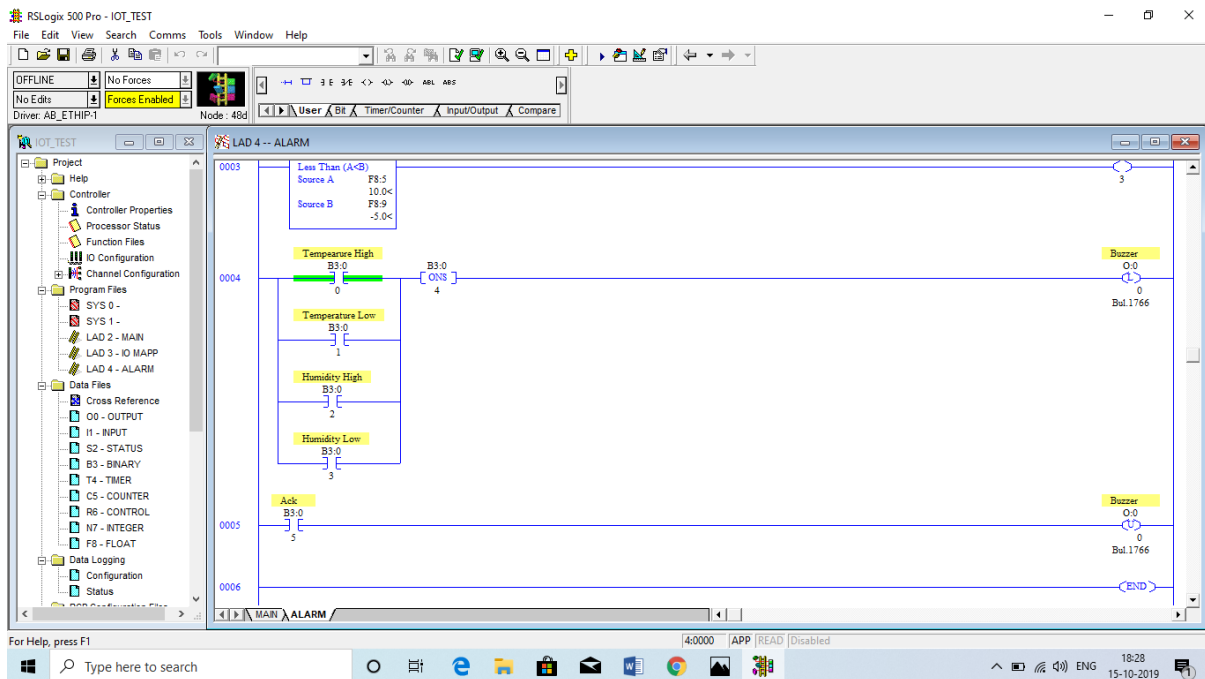 RSLogix 500 Pro - IOT_TEST
File Edit View Search Comms Tools Window Help
OFFLINE No Forces
No Edits Forces Enabled
Driver: AB_ETHIP-1 Node : 48d
ABL ABS
User Bit Timer/Counter Input/Output Compare
IOT_TEST
Project
Help
Controller
Controller Properties
Processor Status
Function Files
IO Configuration
Channel Configuration
Program Files
SYS 0 -
SYS 1 -
LAD 2 - MAIN
LAD 3 - IO MAPP
LAD 4 - ALARM
Data Files
Cross Reference
O0 - OUTPUT
I1 - INPUT
S2 - STATUS
B3 - BINARY
T4 - TIMER
C5 - COUNTER
R6 - CONTROL
N7 - INTEGER
F8 - FLOAT
Data Logging
Configuration
Status
LAD 4 -- ALARM
0003
Less Than (A<B)
Source A F8:5
10.0<
Source B F8:9
-5.0<
3
0004
Tempearure High
B3:0
0
B3:0
ONS
4
Buzzer
O:0
L
0
Bul.1766
Temperature Low
B3:0
1
Humidity High
B3:0
2
Humidity Low
B3:0
3
0005
Ack
B3:0
5
Buzzer
O:0
U
0
Bul.1766
0006
END
MAIN ALARM
For Help, press F1
4:0000 APP READ Disabled
Type here to search
ENG
18:28
15-10-2019